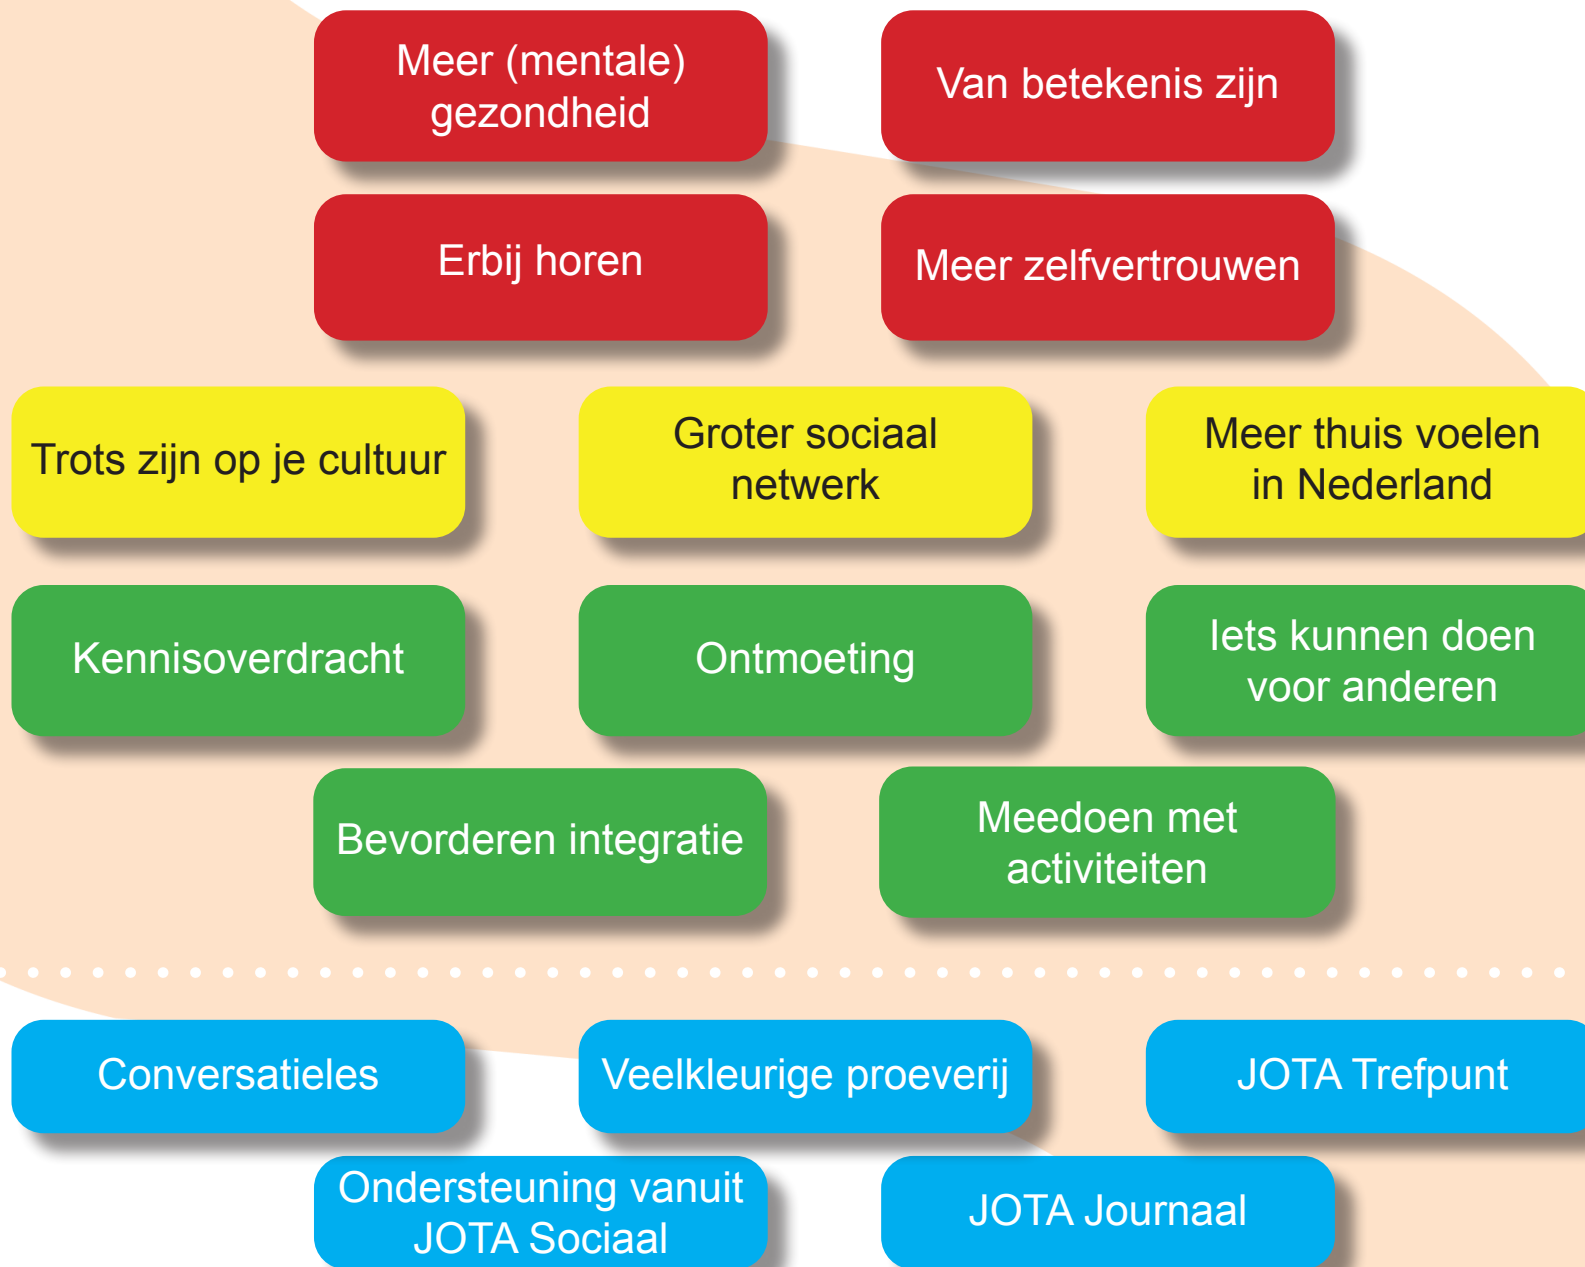 Meer (mentale)
gezondheid
Van betekenis zijn
Erbij horen
Meer zelfvertrouwen
Trots zijn op je cultuur
Groter sociaal
netwerk
Meer thuis voelen
in Nederland
Kennisoverdracht
Ontmoeting
Iets kunnen doen
voor anderen
Bevorderen integratie
Meedoen met
activiteiten
Conversatieles
Veelkleurige proeverij
JOTA Trefpunt
Ondersteuning vanuit
JOTA Sociaal
JOTA Journaal